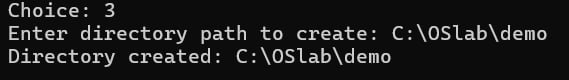 Choice: 3
Enter directory path to create: C:\OSlab\demo
Directory created: C:\OSlab\demo